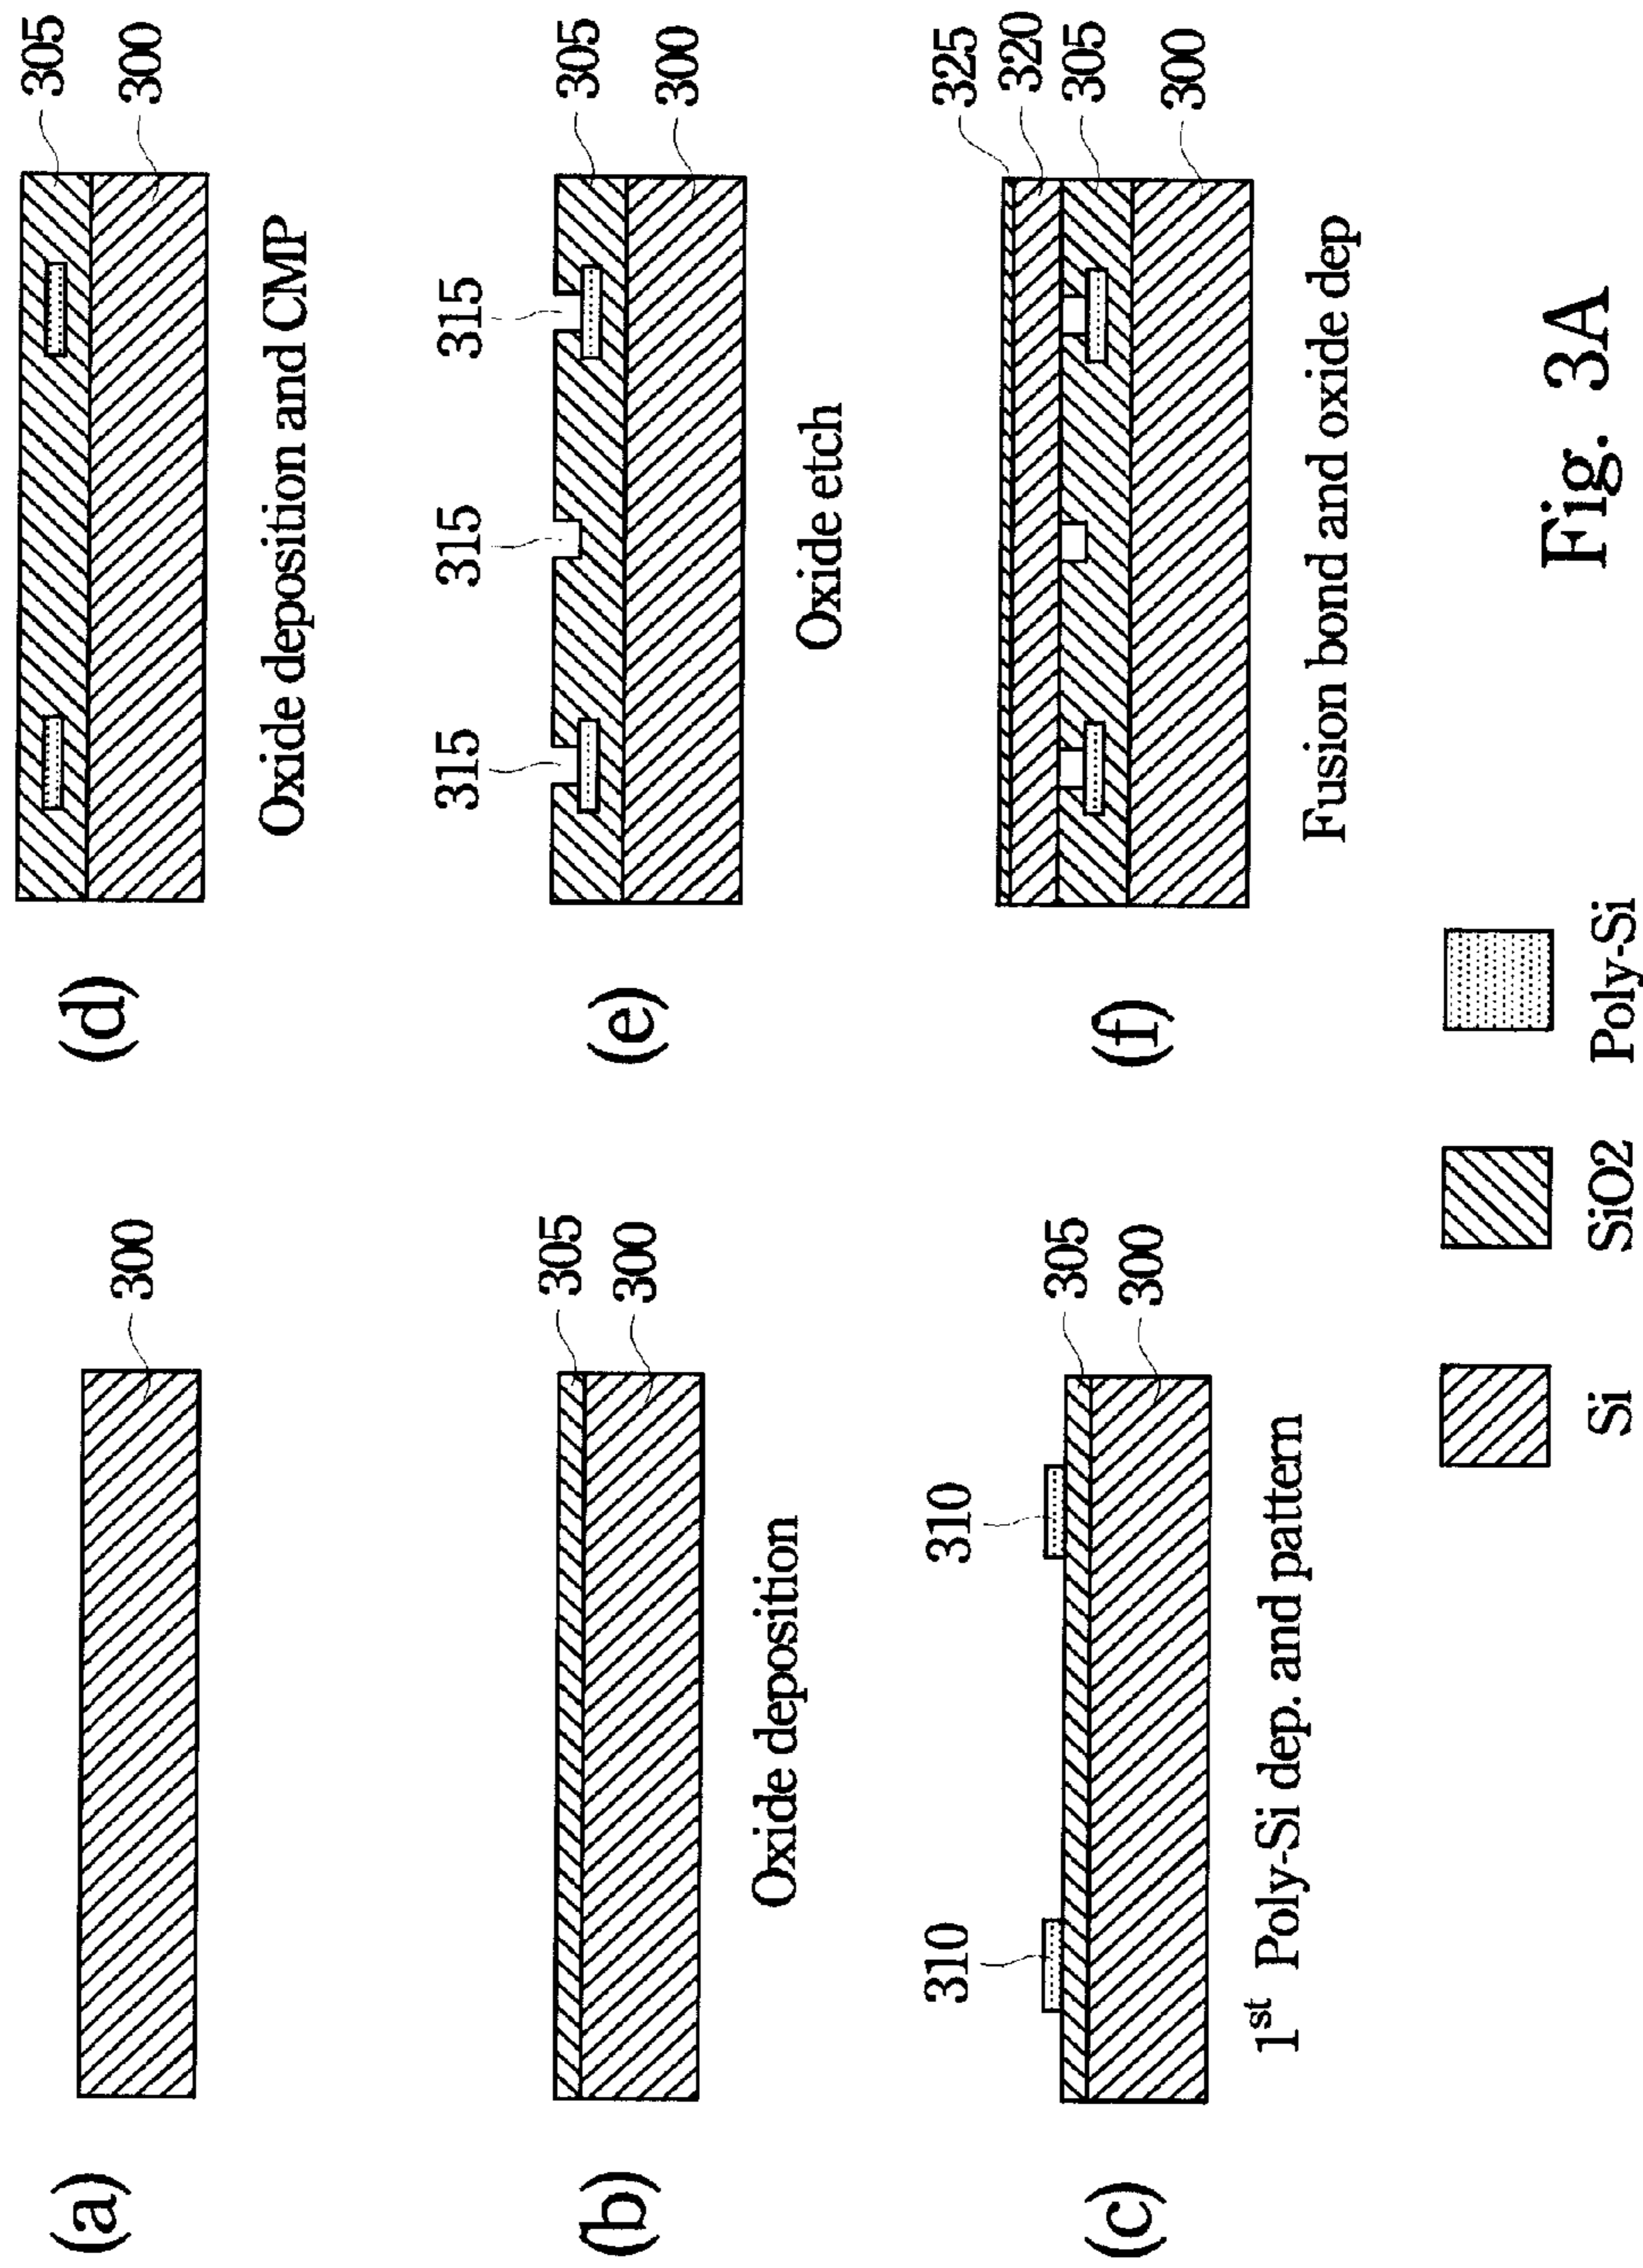 (a)
300
(b)
305
300
Oxide deposition
(c)
310
310
305
300
1st Poly-Si dep. and pattern
(d)
305
300
Oxide deposition and CMP
(e)
315
315
315
305
300
Oxide etch
(f)
325
320
305
300
Fusion bond and oxide dep
Si
SiO2
Poly-Si
Fig. 3A